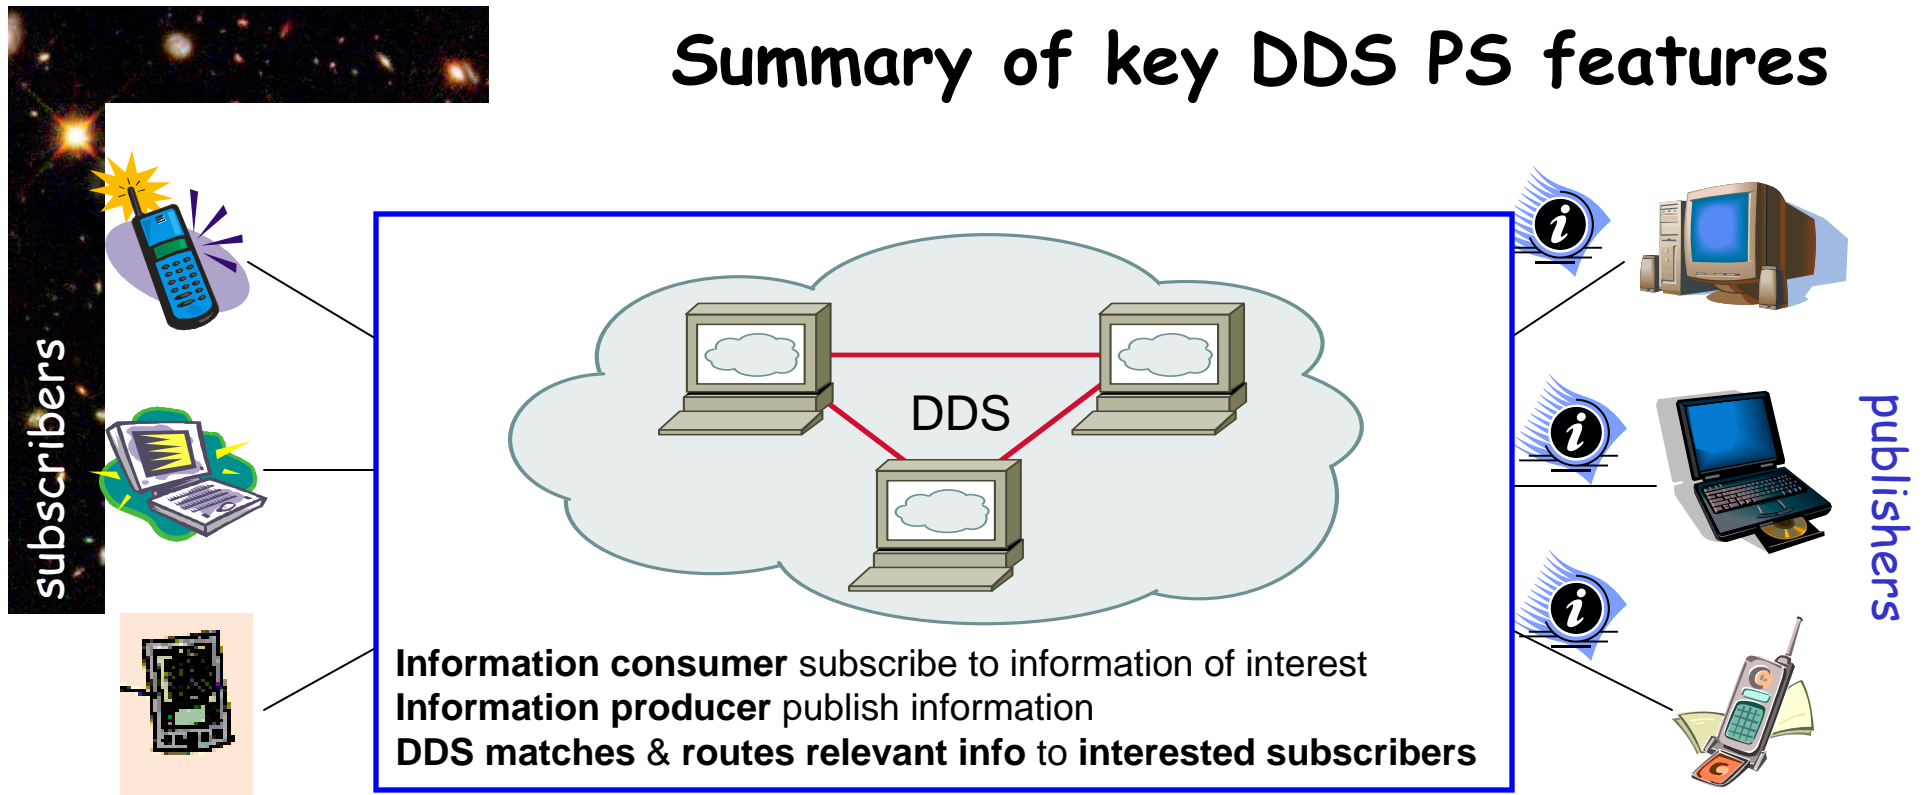 Summary of key DDS PS features
subscribers
DDS
publishers
Information consumer subscribe to information of interest
Information producer publish information
DDS matches & routes relevant info to interested subscribers
i
i
i